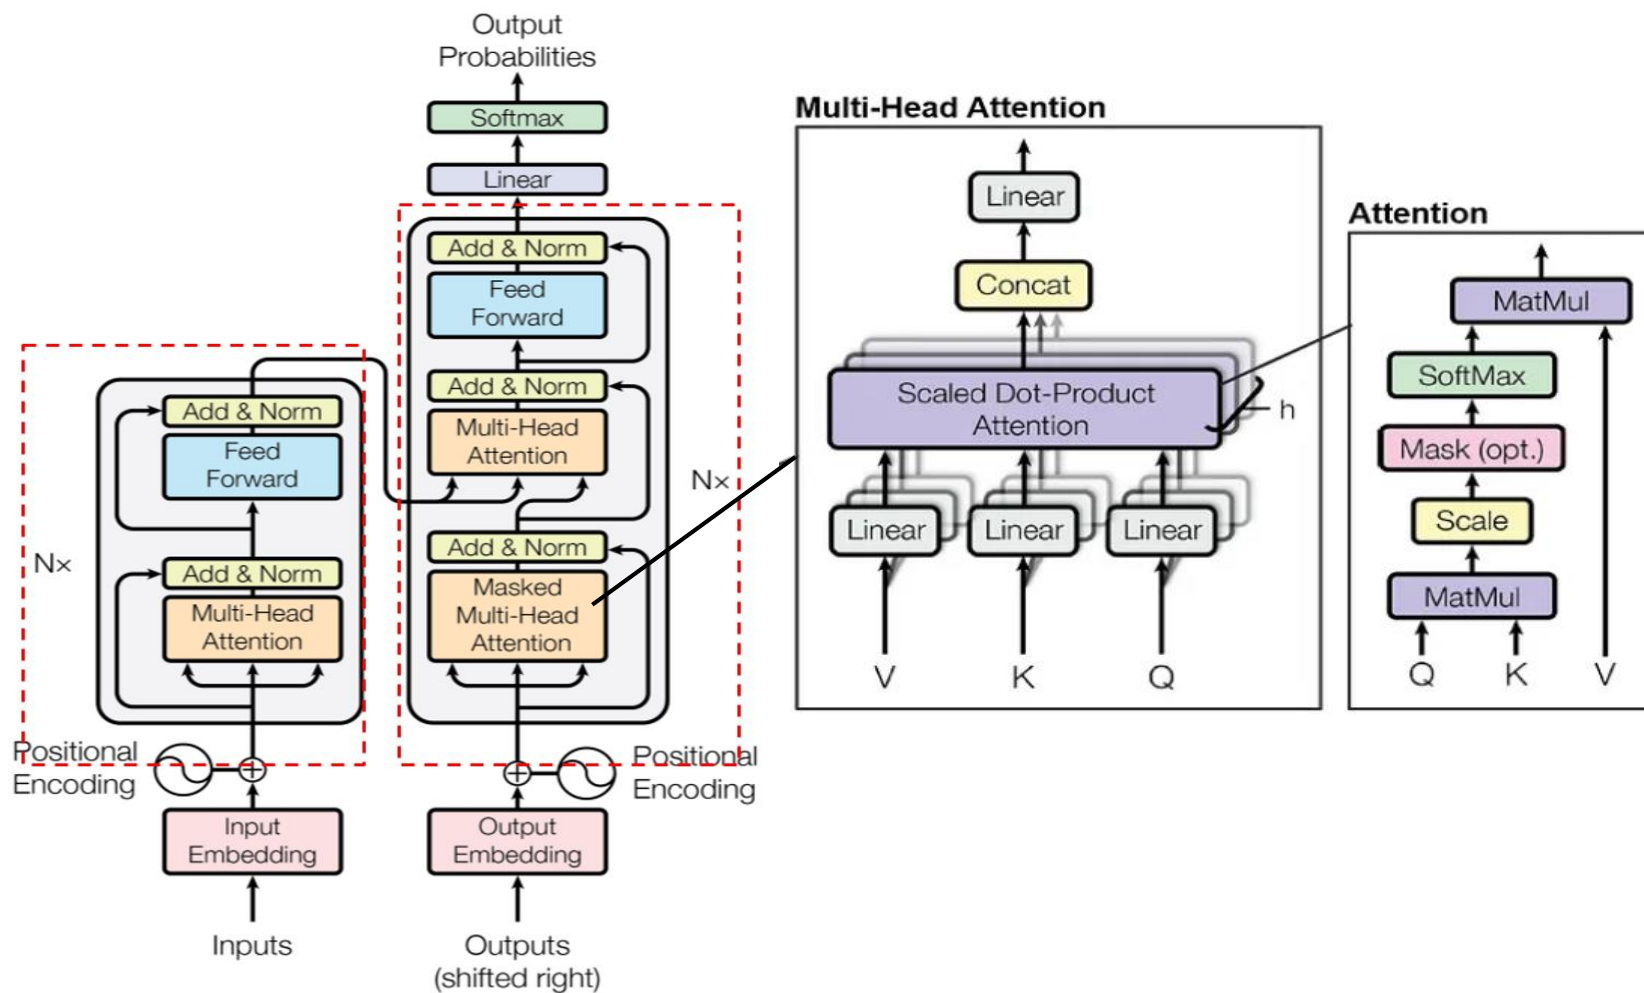 Output
Probabilities
Softmax
Linear
Add & Norm
Feed
Forward
Add & Norm
Multi-Head
Attention
Add & Norm
Masked
Multi-Head
Attention
N×
Positional
Encoding
Output
Embedding
Outputs
(shifted right)
Add & Norm
Feed
Forward
Add & Norm
Multi-Head
Attention
N×
Positional
Encoding
Input
Embedding
Inputs
Multi-Head Attention
Linear
Concat
Scaled Dot-Product
Attention
h
Linear
Linear
Linear
V
K
Q
Attention
MatMul
SoftMax
Mask (opt.)
Scale
MatMul
Q
K
V